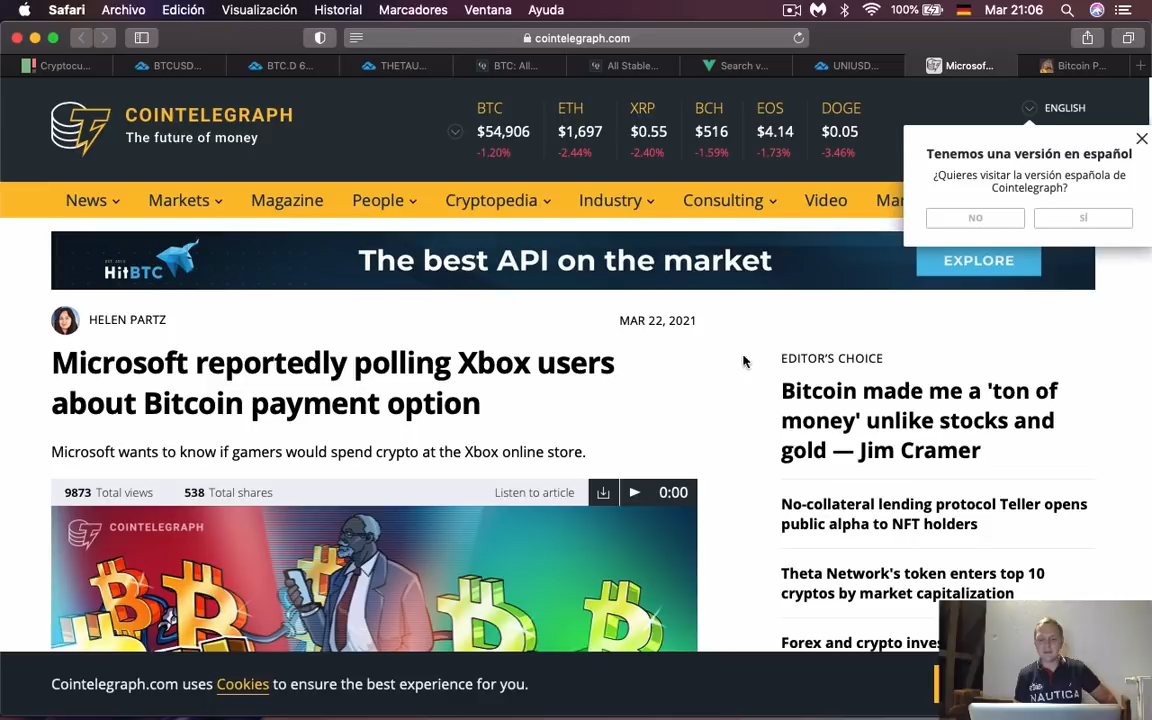 Safari Archivo Edición Visualización Historial Marcadores Ventana Ayuda 100% Mar 21:06
cointelegraph.com
Cryptocu... BTCUSD... BTC.D 6... THETAU... BTC: All... All Stable... Search v... UNIUSD... Microsof... Bitcoin P...
COINTELEGRAPH
The future of money
BTC ETH XRP BCH EOS DOGE
$54,906 $1,697 $0.55 $516 $4.14 $0.05
-1.20% -2.44% -2.40% -1.59% -1.73% -3.46%
ENGLISH
Tenemos una versión en español
¿Quieres visitar la versión española de
Cointelegraph?
NO SÍ
News Markets Magazine People Cryptopedia Industry Consulting Video Mar
HitBTC
The best API on the market
EXPLORE
HELEN PARTZ
MAR 22, 2021
Microsoft reportedly polling Xbox users
about Bitcoin payment option
Microsoft wants to know if gamers would spend crypto at the Xbox online store.
9873 Total views 538 Total shares Listen to article 0:00
COINTELEGRAPH
EDITOR'S CHOICE
Bitcoin made me a 'ton of
money' unlike stocks and
gold — Jim Cramer
No-collateral lending protocol Teller opens
public alpha to NFT holders
Theta Network's token enters top 10
cryptos by market capitalization
Forex and crypto inves
Cointelegraph.com uses Cookies to ensure the best experience for you.
NAUTICA